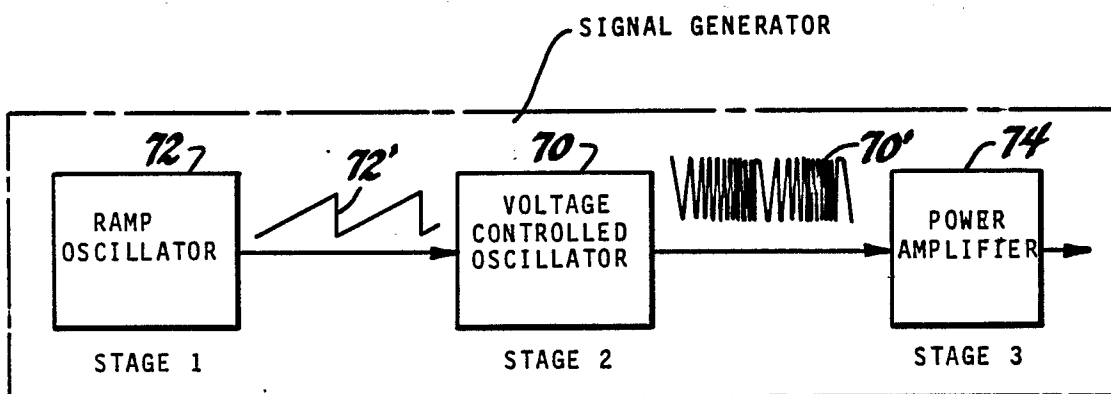 SIGNAL GENERATOR
72
72'
70
70'
74
RAMP
OSCILLATOR
VOLTAGE
CONTROLLED
OSCILLATOR
POWER
AMPLIFIER
STAGE 1
STAGE 2
STAGE 3